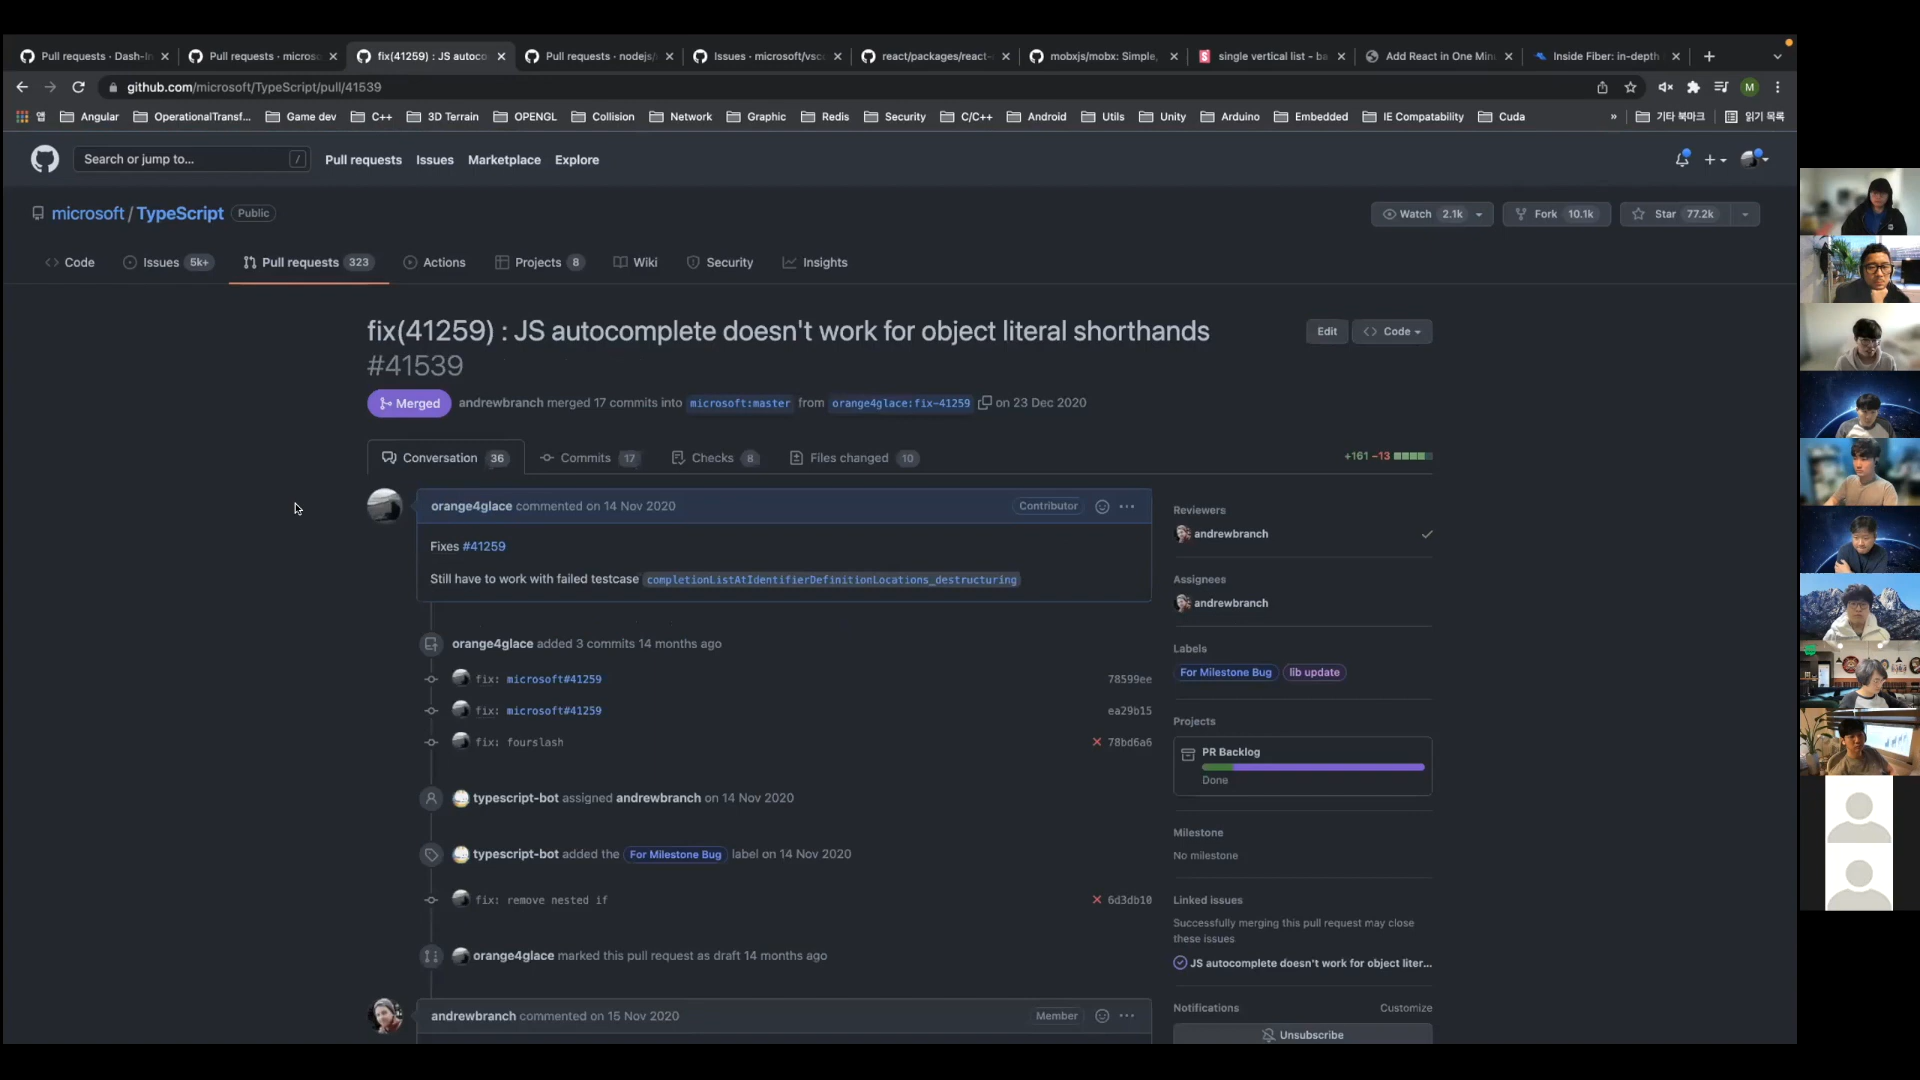 Pull requests · Dash-In
Pull requests · microso
fix(41259) : JS autoco
Pull requests · nodejs/
Issues · microsoft/vsc
react/packages/react-
mobxjs/mobx: Simple,
single vertical list - ba
Add React in One Min
Inside Fiber: in-depth
github.com/microsoft/TypeScript/pull/41539
M
앱
Angular
OperationalTransf...
Game dev
C++
3D Terrain
OPENGL
Collision
Network
Graphic
Redis
Security
C/C++
Android
Utils
Unity
Arduino
Embedded
IE Compatability
Cuda
»
기타 북마크
읽기 목록
Search or jump to...
/
Pull requests
Issues
Marketplace
Explore
microsoft / TypeScript
Public
Watch 2.1k
Fork 10.1k
Star 77.2k
Code
Issues 5k+
Pull requests 323
Actions
Projects 8
Wiki
Security
Insights
fix(41259) : JS autocomplete doesn't work for object literal shorthands
#41539
Edit
Code
Merged
andrewbranch merged 17 commits into microsoft:master from orange4glace:fix-41259 on 23 Dec 2020
Conversation 36
Commits 17
Checks 8
Files changed 10
+161 −13
orange4glace commented on 14 Nov 2020
Contributor
Fixes #41259
Still have to work with failed testcase completionListAtIdentifierDefinitionLocations_destructuring
orange4glace added 3 commits 14 months ago
fix: microsoft#41259
78599ee
fix: microsoft#41259
ea29b15
fix: fourslash
78bd6a6
typescript-bot assigned andrewbranch on 14 Nov 2020
typescript-bot added the For Milestone Bug label on 14 Nov 2020
fix: remove nested if
6d3db10
orange4glace marked this pull request as draft 14 months ago
andrewbranch commented on 15 Nov 2020
Member
Reviewers
andrewbranch
Assignees
andrewbranch
Labels
For Milestone Bug
lib update
Projects
PR Backlog
Done
Milestone
No milestone
Linked issues
Successfully merging this pull request may close
these issues
JS autocomplete doesn't work for object liter...
Notifications
Customize
Unsubscribe